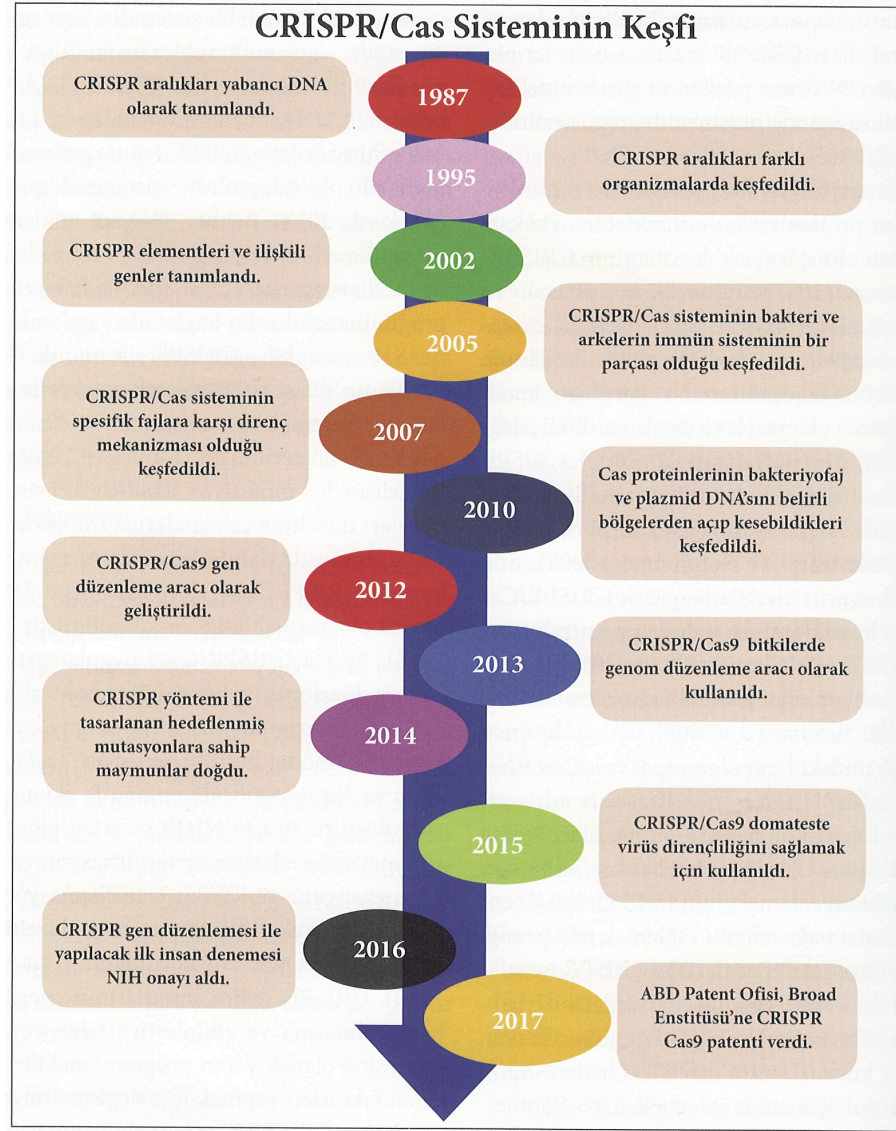 CRISPR/Cas Sisteminin Keşfi
1987
CRISPR aralıkları yabancı DNA
olarak tanımlandı.
1995
CRISPR aralıkları farklı
organizmalarda keşfedildi.
2002
CRISPR elementleri ve ilişkili
genler tanımlandı.
2005
CRISPR/Cas sisteminin bakteri ve
arkelerin immün sisteminin bir
parçası olduğu keşfedildi.
2007
CRISPR/Cas sisteminin
spesifik fajlara karşı direnç
mekanizması olduğu
keşfedildi.
2010
Cas proteinlerinin bakteriyofaj
ve plazmid DNA'sını belirli
bölgelerden açıp kesebildikleri
keşfedildi.
2012
CRISPR/Cas9 gen
düzenleme aracı olarak
geliştirildi.
2013
CRISPR/Cas9 bitkilerde
genom düzenleme aracı olarak
kullanıldı.
2014
CRISPR yöntemi ile
tasarlanan hedeflenmiş
mutasyonlara sahip
maymunlar doğdu.
2015
CRISPR/Cas9 domateste
virüs dirençliliğini sağlamak
için kullanıldı.
2016
CRISPR gen düzenlemesi ile
yapılacak ilk insan denemesi
NIH onayı aldı.
2017
ABD Patent Ofisi, Broad
Enstitüsü'ne CRISPR
Cas9 patenti verdi.